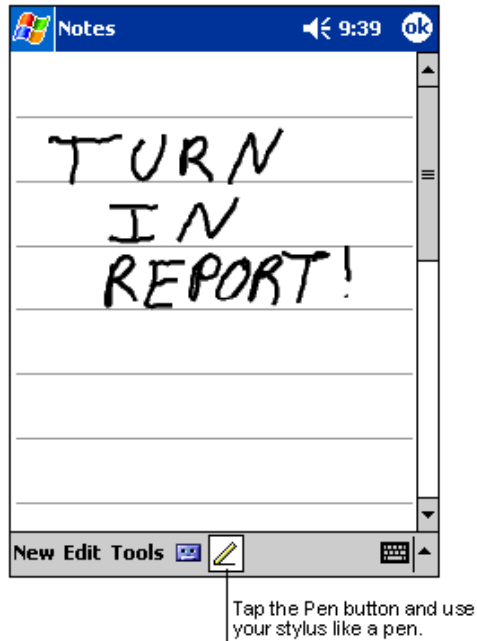 Notes 9:39 ok
TURN
IN
REPORT!
New Edit Tools
Tap the Pen button and use
your stylus like a pen.